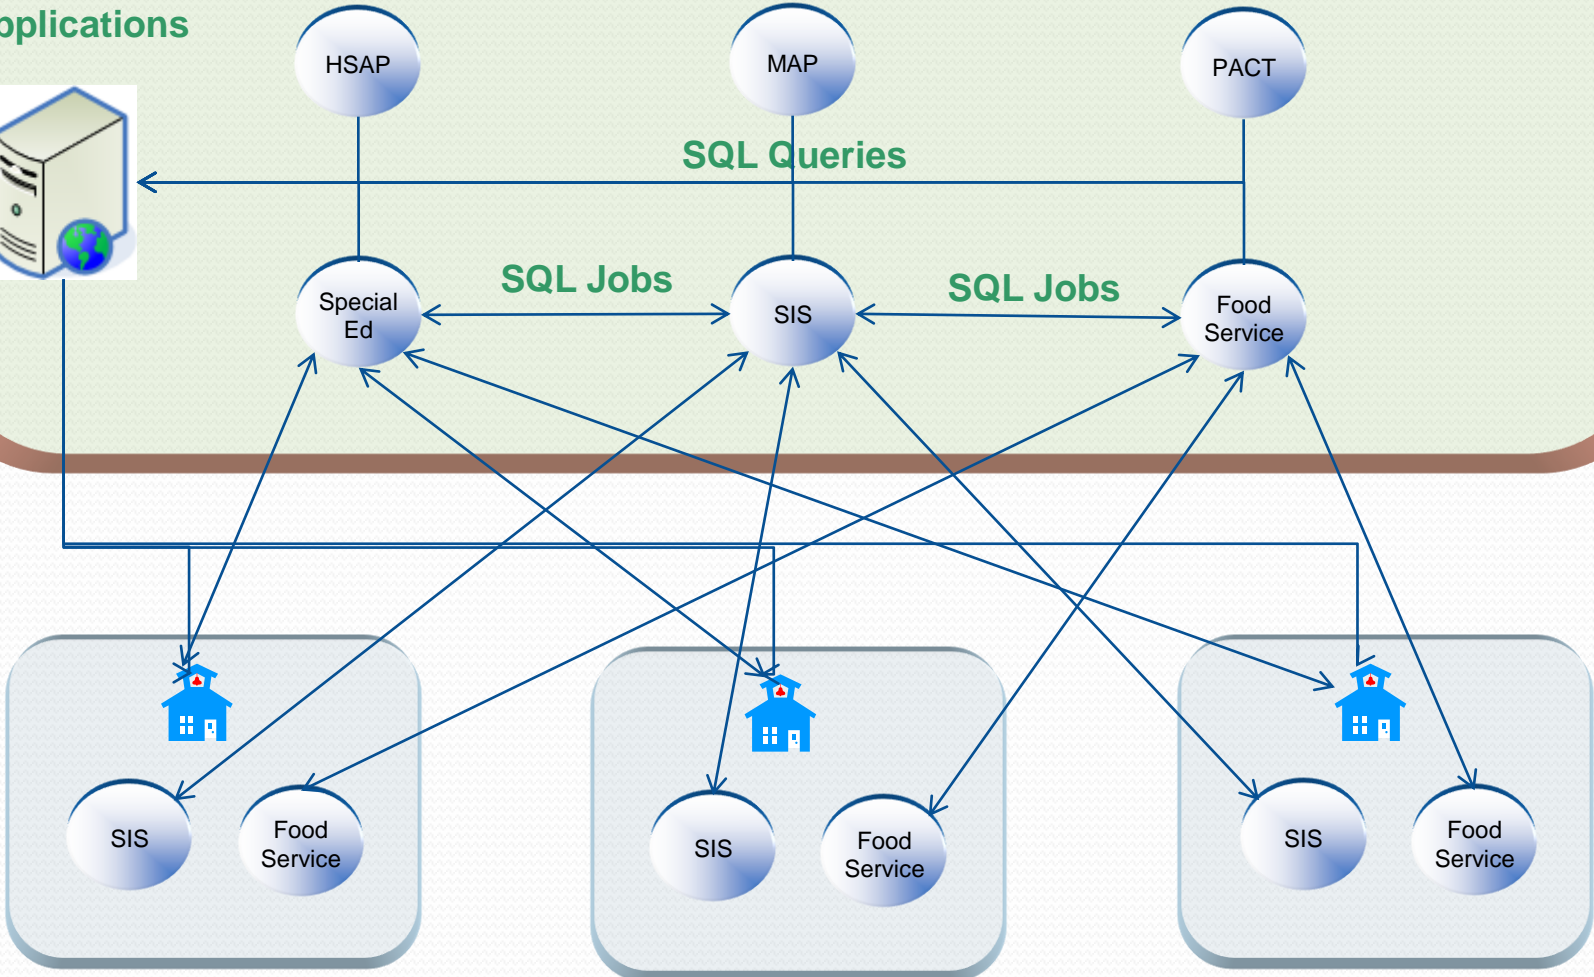 pplications
HSAP
MAP
PACT
SQL Queries
SQL Jobs
SQL Jobs
Special
Ed
SIS
Food
Service
SIS
Food
Service
SIS
Food
Service
SIS
Food
Service